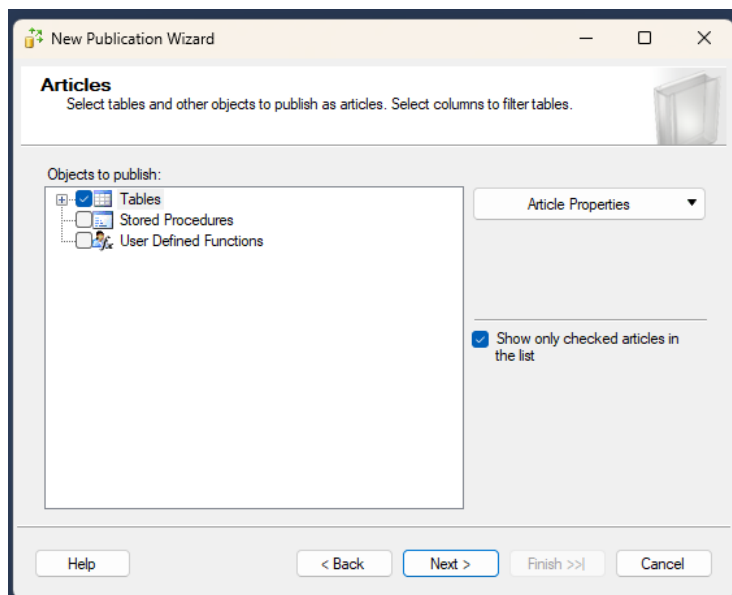 New Publication Wizard
Articles
Select tables and other objects to publish as articles. Select columns to filter tables.
Objects to publish:
Tables
Stored Procedures
User Defined Functions
Article Properties
Show only checked articles in
the list
Help
< Back
Next >
Finish >>|
Cancel